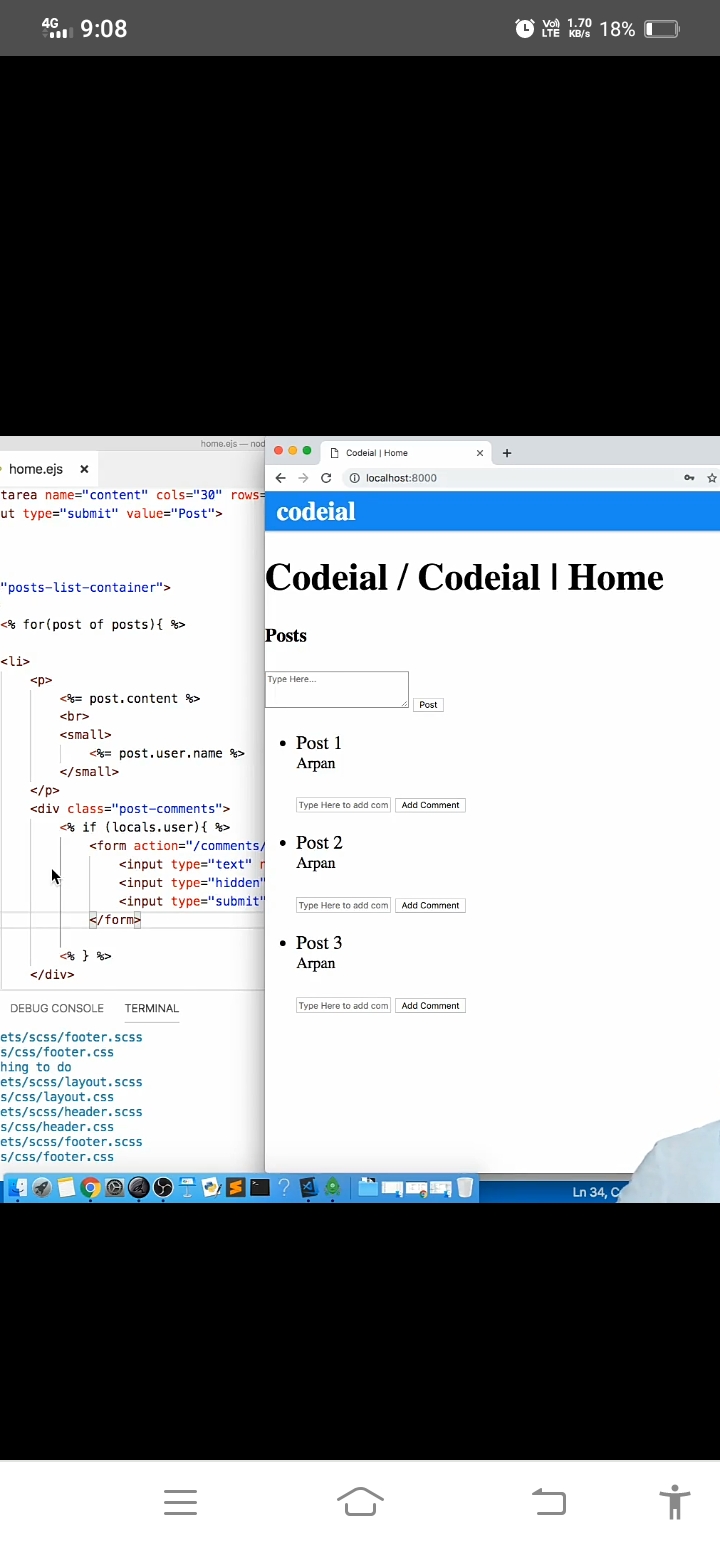 4G 9:08 Vo) LTE 1.70 KB/s 18%
home.ejs — nod
home.ejs ×
tarea name="content" cols="30" rows=
ut type="submit" value="Post">
"posts-list-container">
<% for(post of posts){ %>
<li>
<p>
<%= post.content %>
<br>
<small>
<%= post.user.name %>
</small>
</p>
<div class="post-comments">
<% if (locals.user){ %>
<form action="/comments/
<input type="text" n
<input type="hidden"
<input type="submit"
</form>
<% } %>
</div>
DEBUG CONSOLE TERMINAL
ets/scss/footer.scss
s/css/footer.css
hing to do
ets/scss/layout.scss
s/css/layout.css
ets/scss/header.scss
s/css/header.css
ets/scss/footer.scss
s/css/footer.css
Codeial | Home × +
localhost:8000
codeial
Codeial / Codeial | Home
Posts
Type Here...
Post
Post 1
Arpan
Type Here to add com Add Comment
Post 2
Arpan
Type Here to add com Add Comment
Post 3
Arpan
Type Here to add com Add Comment
Ln 34, C